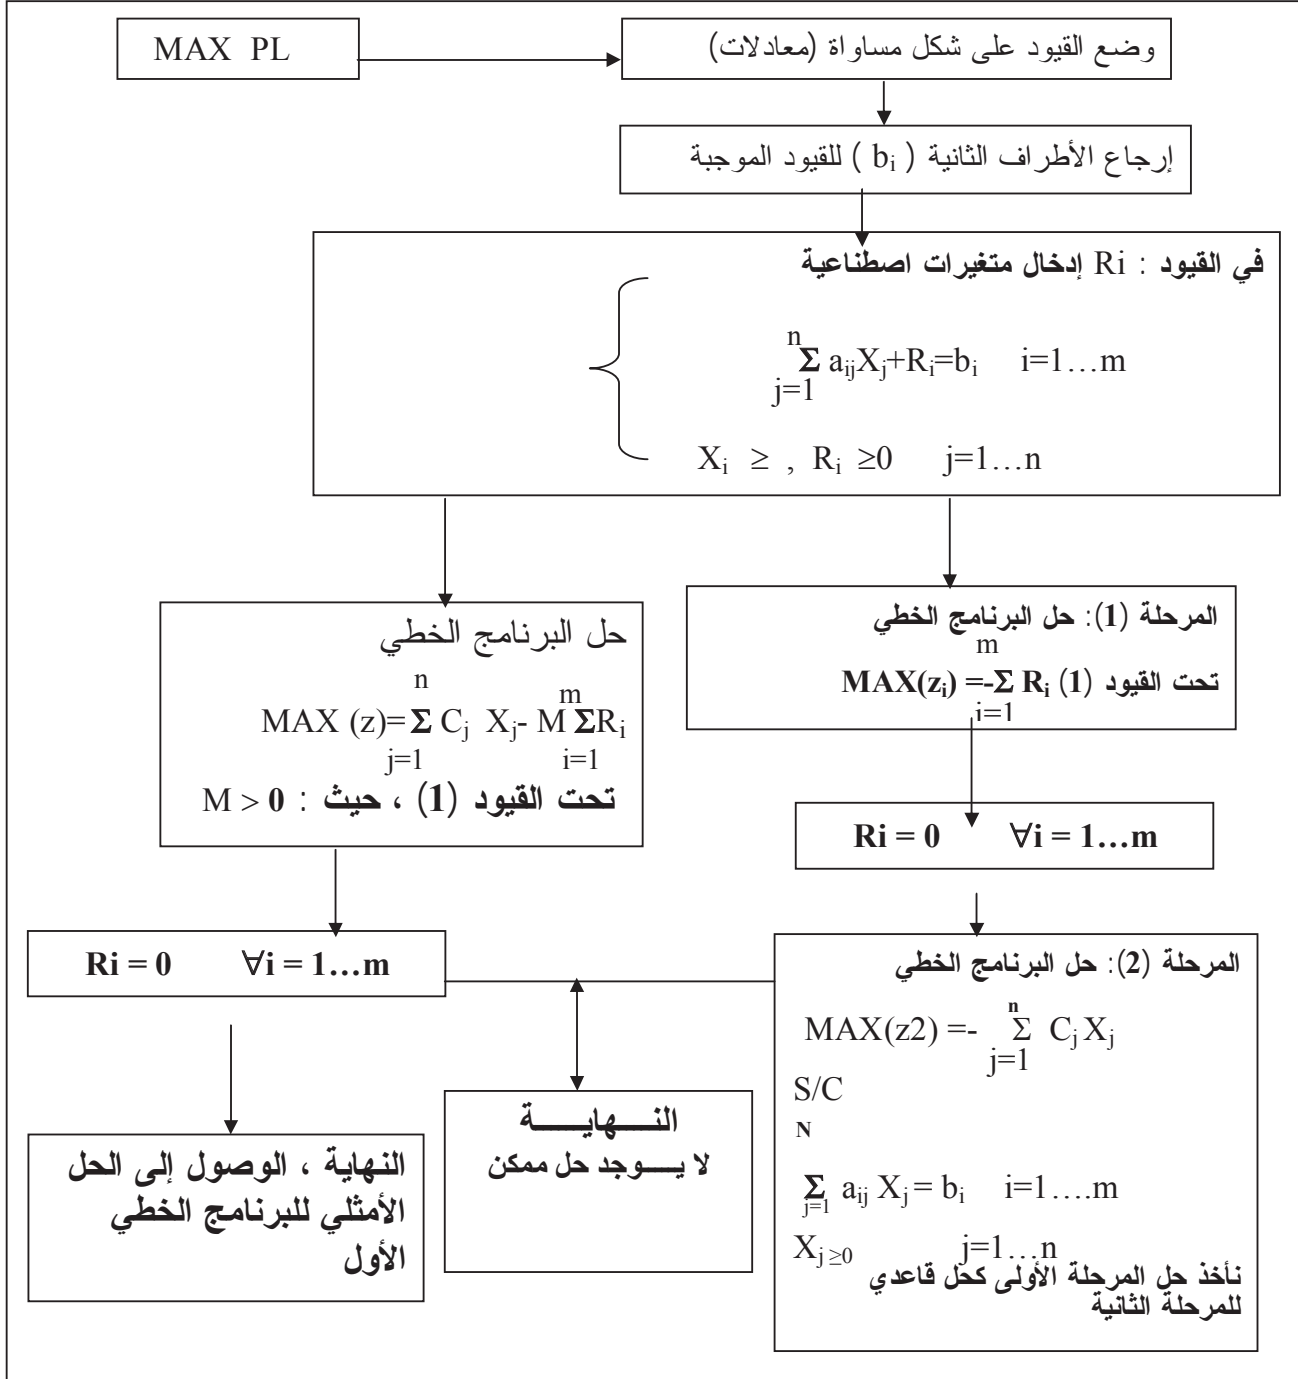 MAX PL
وضع القيود على شكل مساواة (معادلات)
إرجاع الأطراف الثانية ( bi ) للقيود الموجبة
في القيود : Ri إدخال متغيرات اصطناعية
n
Σ aijXj+Ri=bi i=1…m
j=1
Xi ≥ , Ri ≥0 j=1…n
المرحلة (1): حل البرنامج الخطي
m
تحت القيود (1) MAX(zi) =-Σ Ri
i=1
Ri = 0 ∀i = 1…m
المرحلة (2): حل البرنامج الخطي
n
MAX(z2) =- Σ Cj Xj
j=1
S/C
N
Σ aij Xj = bi i=1….m
j=1
Xj ≥0 j=1…n
نأخذ حل المرحلة الأولى كحل قاعدي
للمرحلة الثانية
حل البرنامج الخطي
n m
MAX (z)= Σ Cj Xj- M ΣRi
j=1 i=1
تحت القيود (1) ، حيث : M > 0
Ri = 0 ∀i = 1…m
النـــهايـــــة
لا يـــوجد حل ممكن
النهاية ، الوصول إلى الحل
الأمثلي للبرنامج الخطي
الأول